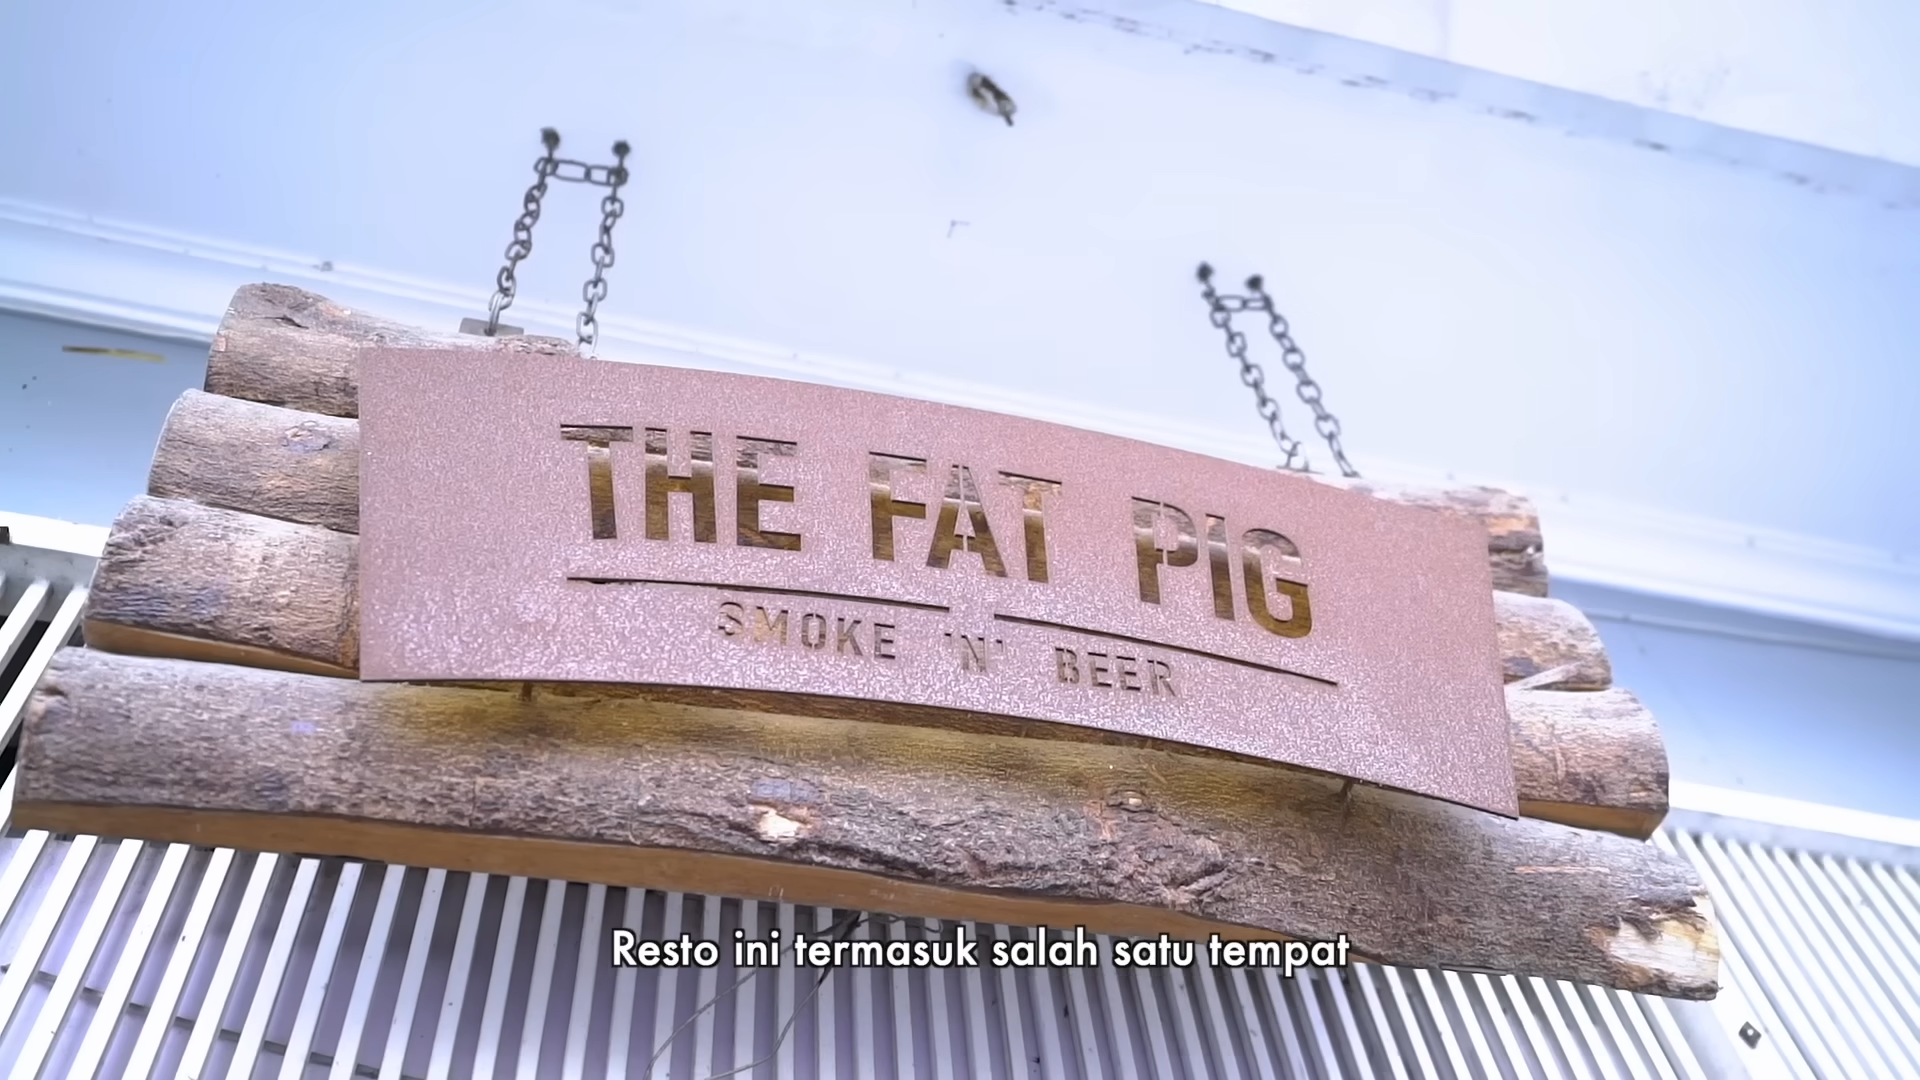 THE FAT PIG
SMOKE 'N' BEER
Resto ini termasuk salah satu tempat